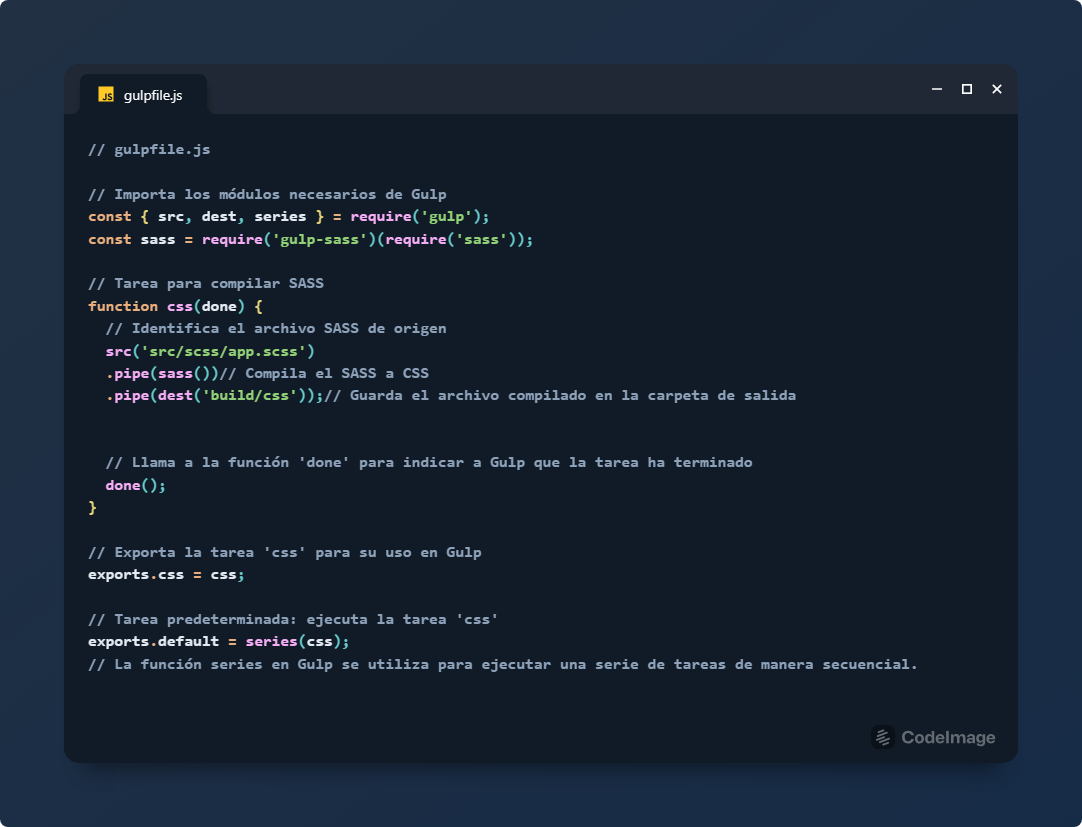 JS gulpfile.js
// gulpfile.js
// Importa los módulos necesarios de Gulp
const { src, dest, series } = require('gulp');
const sass = require('gulp-sass')(require('sass'));
// Tarea para compilar SASS
function css(done) {
  // Identifica el archivo SASS de origen
  src('src/scss/app.scss')
  .pipe(sass())// Compila el SASS a CSS
  .pipe(dest('build/css'));// Guarda el archivo compilado en la carpeta de salida
  // Llama a la función 'done' para indicar a Gulp que la tarea ha terminado
  done();
}
// Exporta la tarea 'css' para su uso en Gulp
exports.css = css;
// Tarea predeterminada: ejecuta la tarea 'css'
exports.default = series(css);
// La función series en Gulp se utiliza para ejecutar una serie de tareas de manera secuencial.
CodeImage